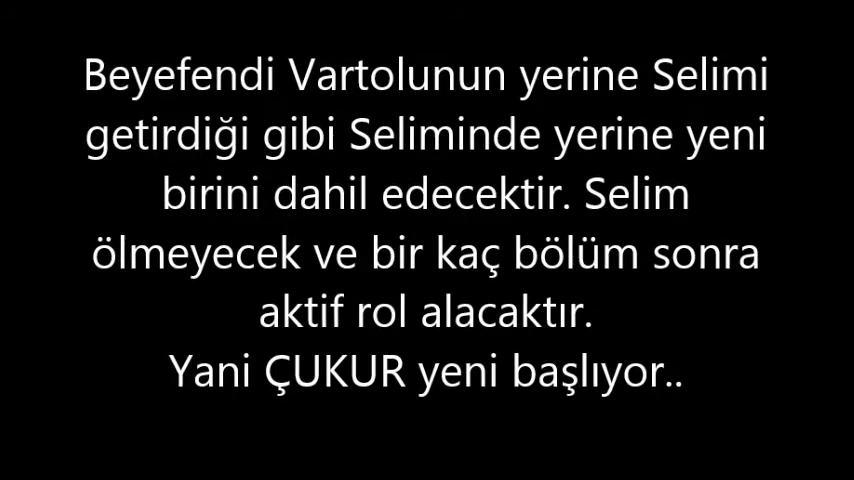 Beyefendi Vartolunun yerine Selimi
getirdiği gibi Seliminde yerine yeni
birini dahil edecektir. Selim
ölmeyecek ve bir kaç bölüm sonra
aktif rol alacaktır.
Yani ÇUKUR yeni başlıyor..